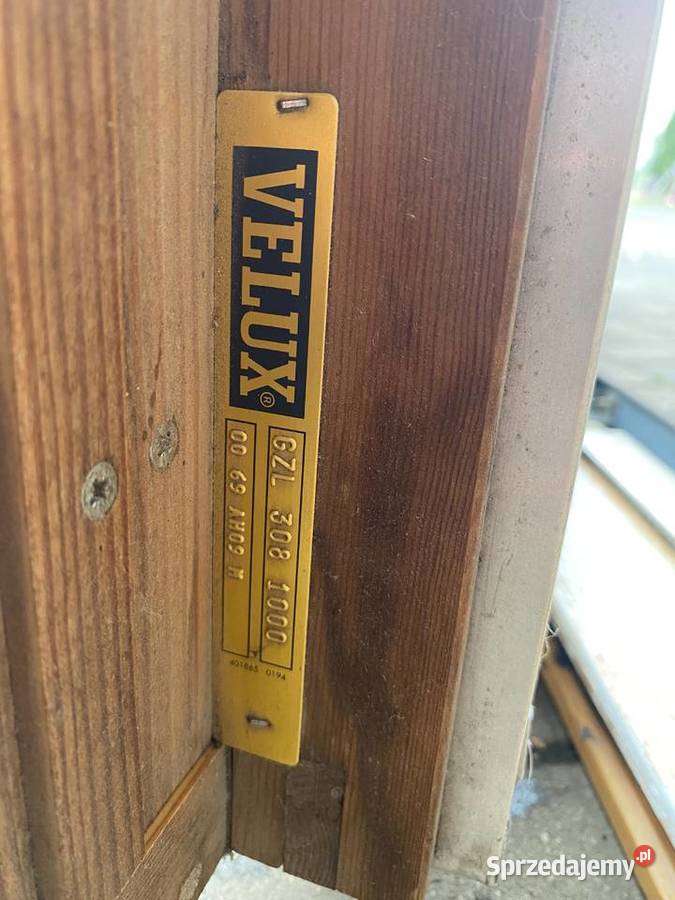 VELUX®
GZL 308 1000
00 69 AH09 M
401865 0194
Sprzedajemy.pl